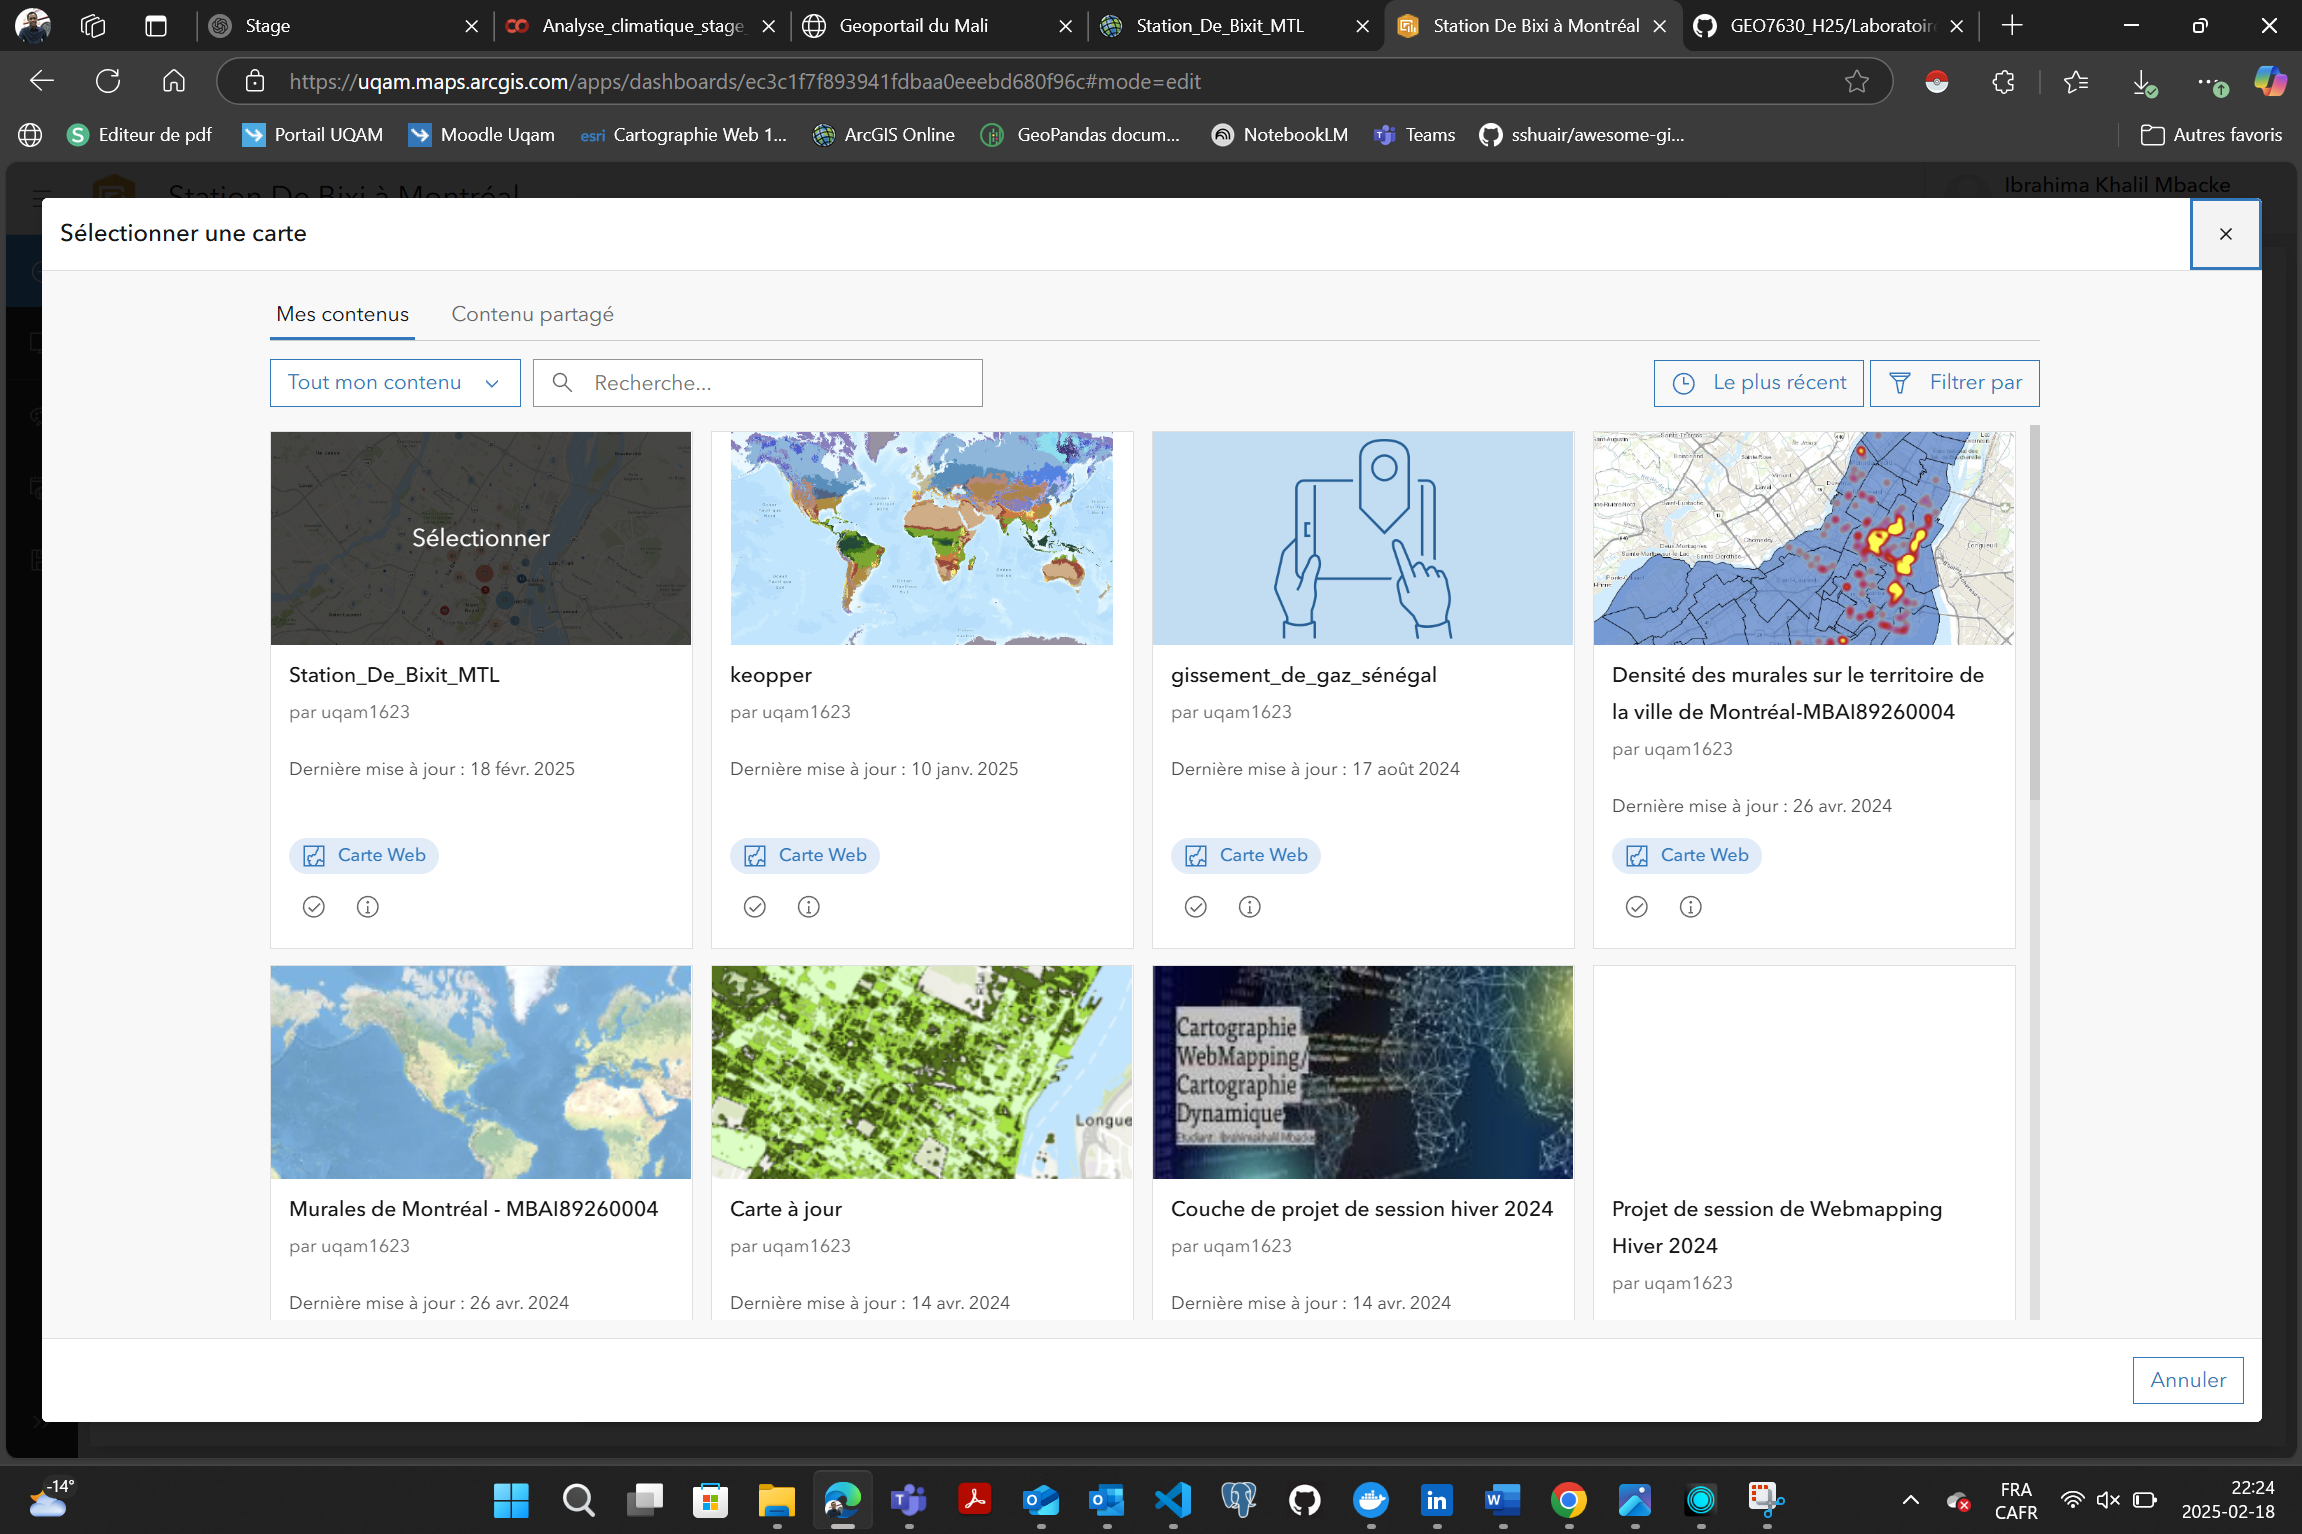 Stage
Analyse_climatique_stage_
Geoportail du Mali
Station_De_Bixit_MTL
Station De Bixi à Montréal
GEO7630_H25/Laboratoir
https://uqam.maps.arcgis.com/apps/dashboards/ec3c1f7f893941fdbaa0eeebd680f96c#mode=edit
Editeur de pdf
Portail UQAM
Moodle Uqam
esri Cartographie Web 1...
ArcGIS Online
GeoPandas docum...
NotebookLM
Teams
sshuair/awesome-gi...
Autres favoris
Station De Bixi à Montréal
Ibrahima Khalil Mbacke
Sélectionner une carte
Mes contenus
Contenu partagé
Tout mon contenu
Recherche...
Le plus récent
Filtrer par
Sélectionner
Station_De_Bixit_MTL
par uqam1623
Dernière mise à jour : 18 févr. 2025
Carte Web
keopper
par uqam1623
Dernière mise à jour : 10 janv. 2025
Carte Web
gissement_de_gaz_sénégal
par uqam1623
Dernière mise à jour : 17 août 2024
Carte Web
Densité des murales sur le territoire de
la ville de Montréal-MBAI89260004
par uqam1623
Dernière mise à jour : 26 avr. 2024
Carte Web
Murales de Montréal - MBAI89260004
par uqam1623
Dernière mise à jour : 26 avr. 2024
Longue
Carte à jour
par uqam1623
Dernière mise à jour : 14 avr. 2024
Cartographie
WebMapping/
Cartographie
Dynamique
Couche de projet de session hiver 2024
par uqam1623
Dernière mise à jour : 14 avr. 2024
Projet de session de Webmapping
Hiver 2024
par uqam1623
Annuler
-14°
FRA
CAFR
22:24
2025-02-18